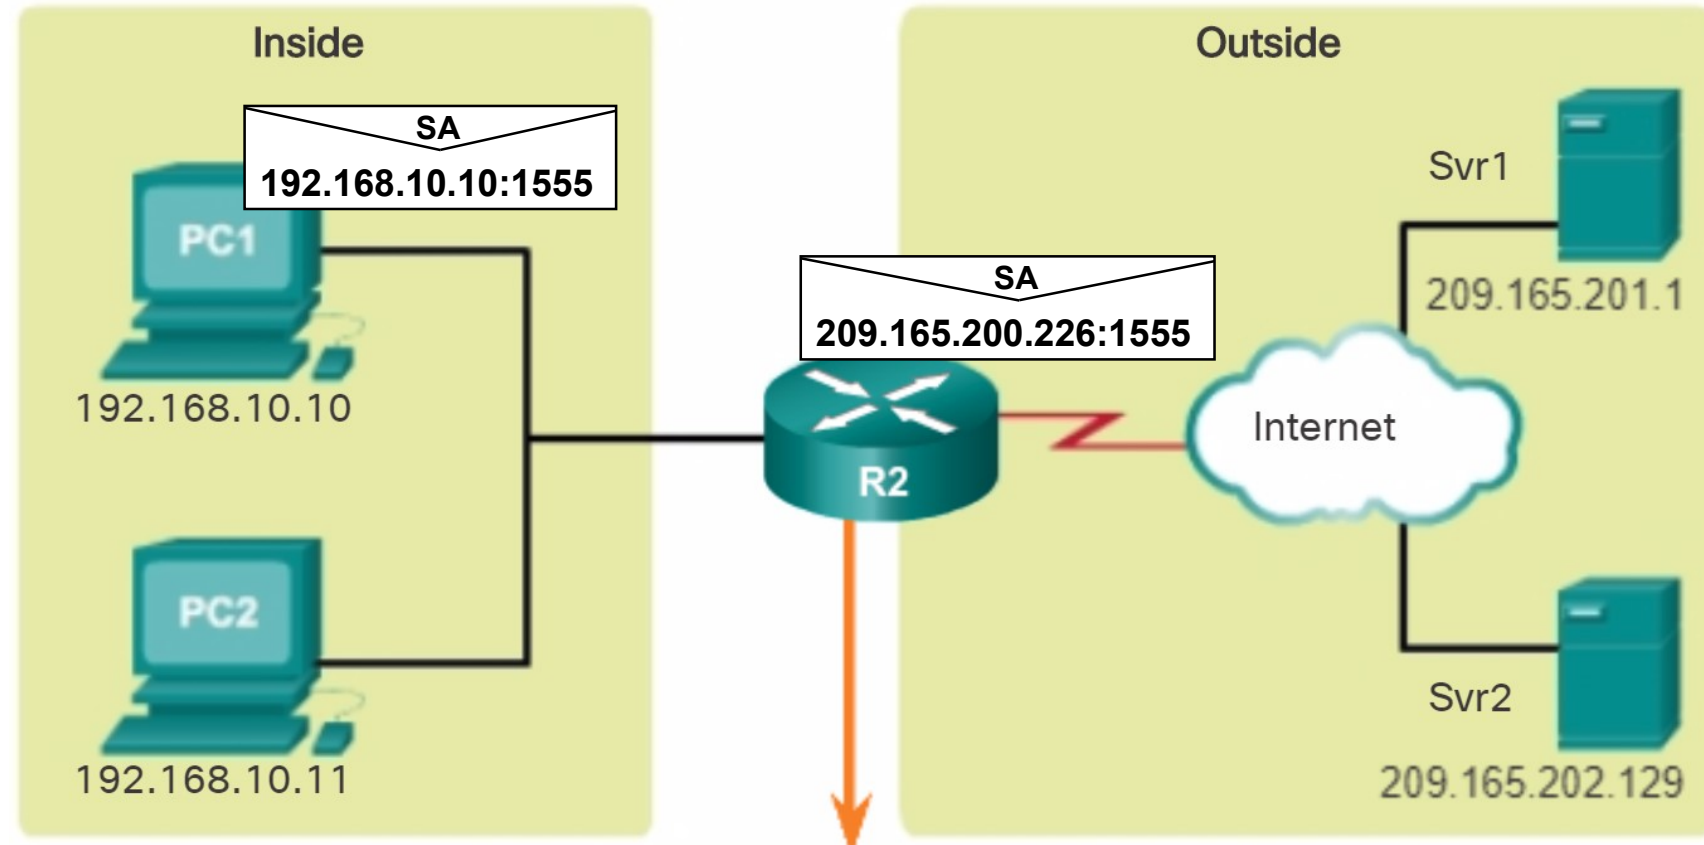 Inside
Outside
SA
192.168.10.10:1555
PC1
192.168.10.10
SA
209.165.200.226:1555
R2
Internet
Svr1
209.165.201.1
PC2
192.168.10.11
Svr2
209.165.202.129